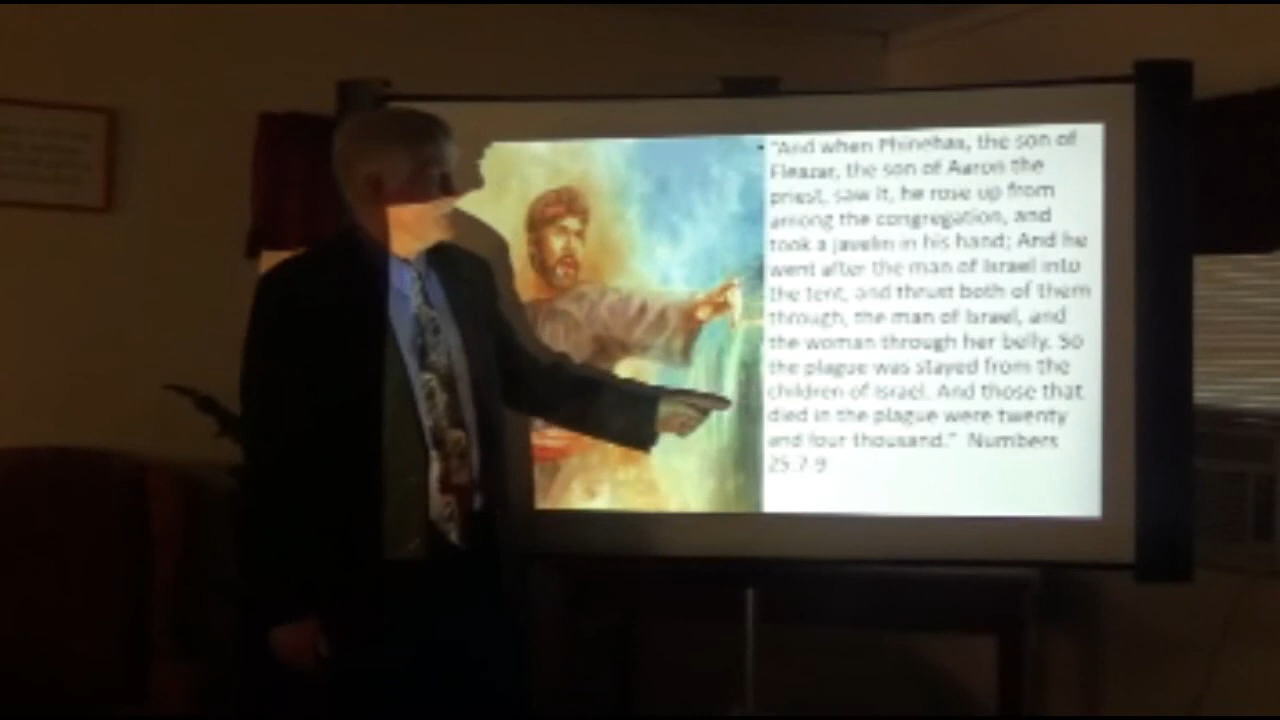 "And when Phinehas, the son of
Eleazar, the son of Aaron the
priest, saw it, he rose up from
among the congregation, and
took a javelin in his hand; And he
went after the man of Israel into
the tent, and thrust both of them
through, the man of Israel, and
the woman through her belly. So
the plague was stayed from the
children of Israel. And those that
died in the plague were twenty
and four thousand." Numbers
25:7-9